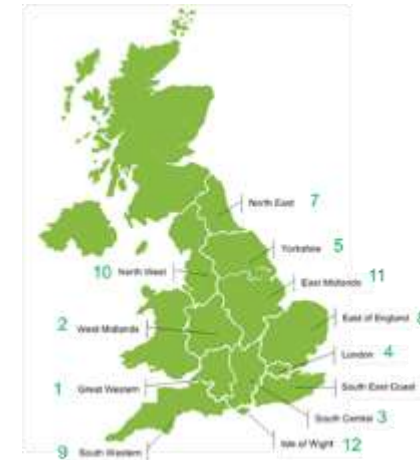 North East 7
Yorkshire 5
10 North West
East Midlands 11
East of England 8
2 West Midlands
London 4
1 Great Western
South East Coast
South Central 3
Isle of Wight 12
9 South Western